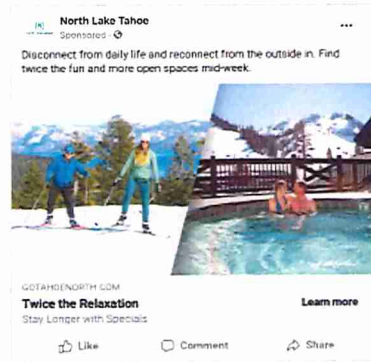 North Lake Tahoe
Sponsored ·
Disconnect from daily life and reconnect from the outside in. Find
twice the fun and more open spaces mid-week.
GOTAHOENORTH.COM
Twice the Relaxation
Learn more
Stay Longer with Specials
Like
Comment
Share